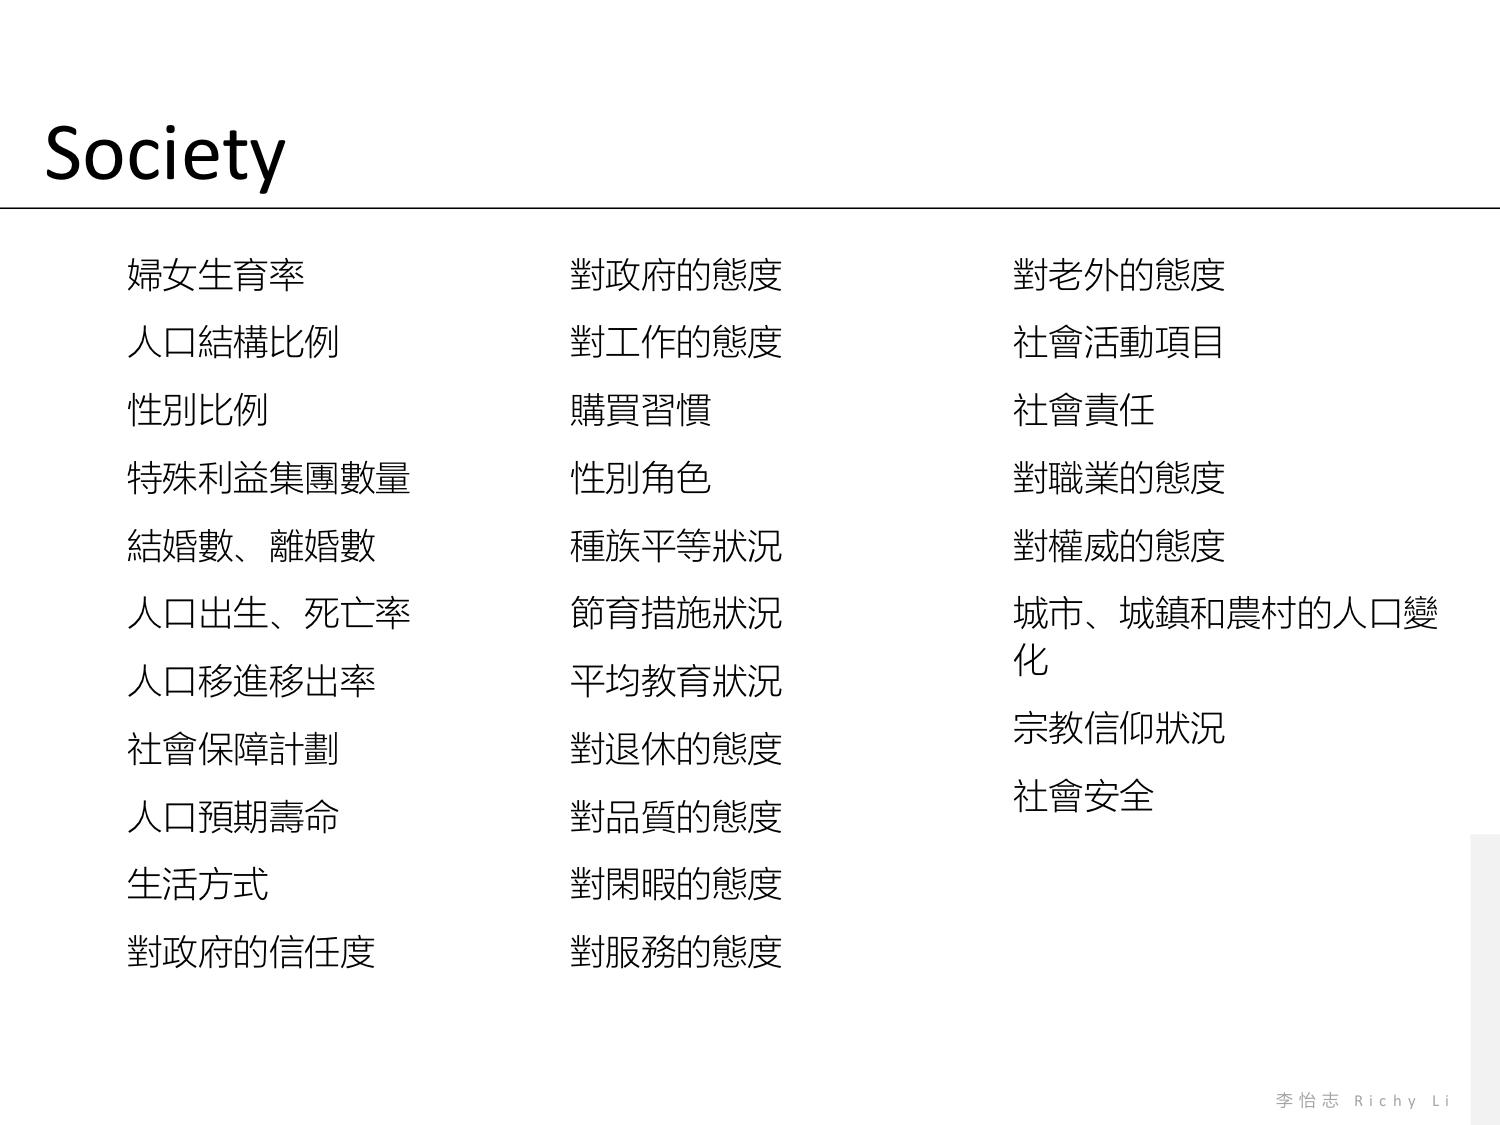 Society
婦女生育率
人口結構比例
性別比例
特殊利益集團數量
結婚數、離婚數
人口出生、死亡率
人口移進移出率
社會保障計劃
人口預期壽命
生活方式
對政府的信任度
對政府的態度
對工作的態度
購買習慣
性別角色
種族平等狀況
節育措施狀況
平均教育狀況
對退休的態度
對品質的態度
對閑暇的態度
對服務的態度
對老外的態度
社會活動項目
社會責任
對職業的態度
對權威的態度
城市、城鎮和農村的人口變
化
宗教信仰狀況
社會安全
李怡志 Richy Li